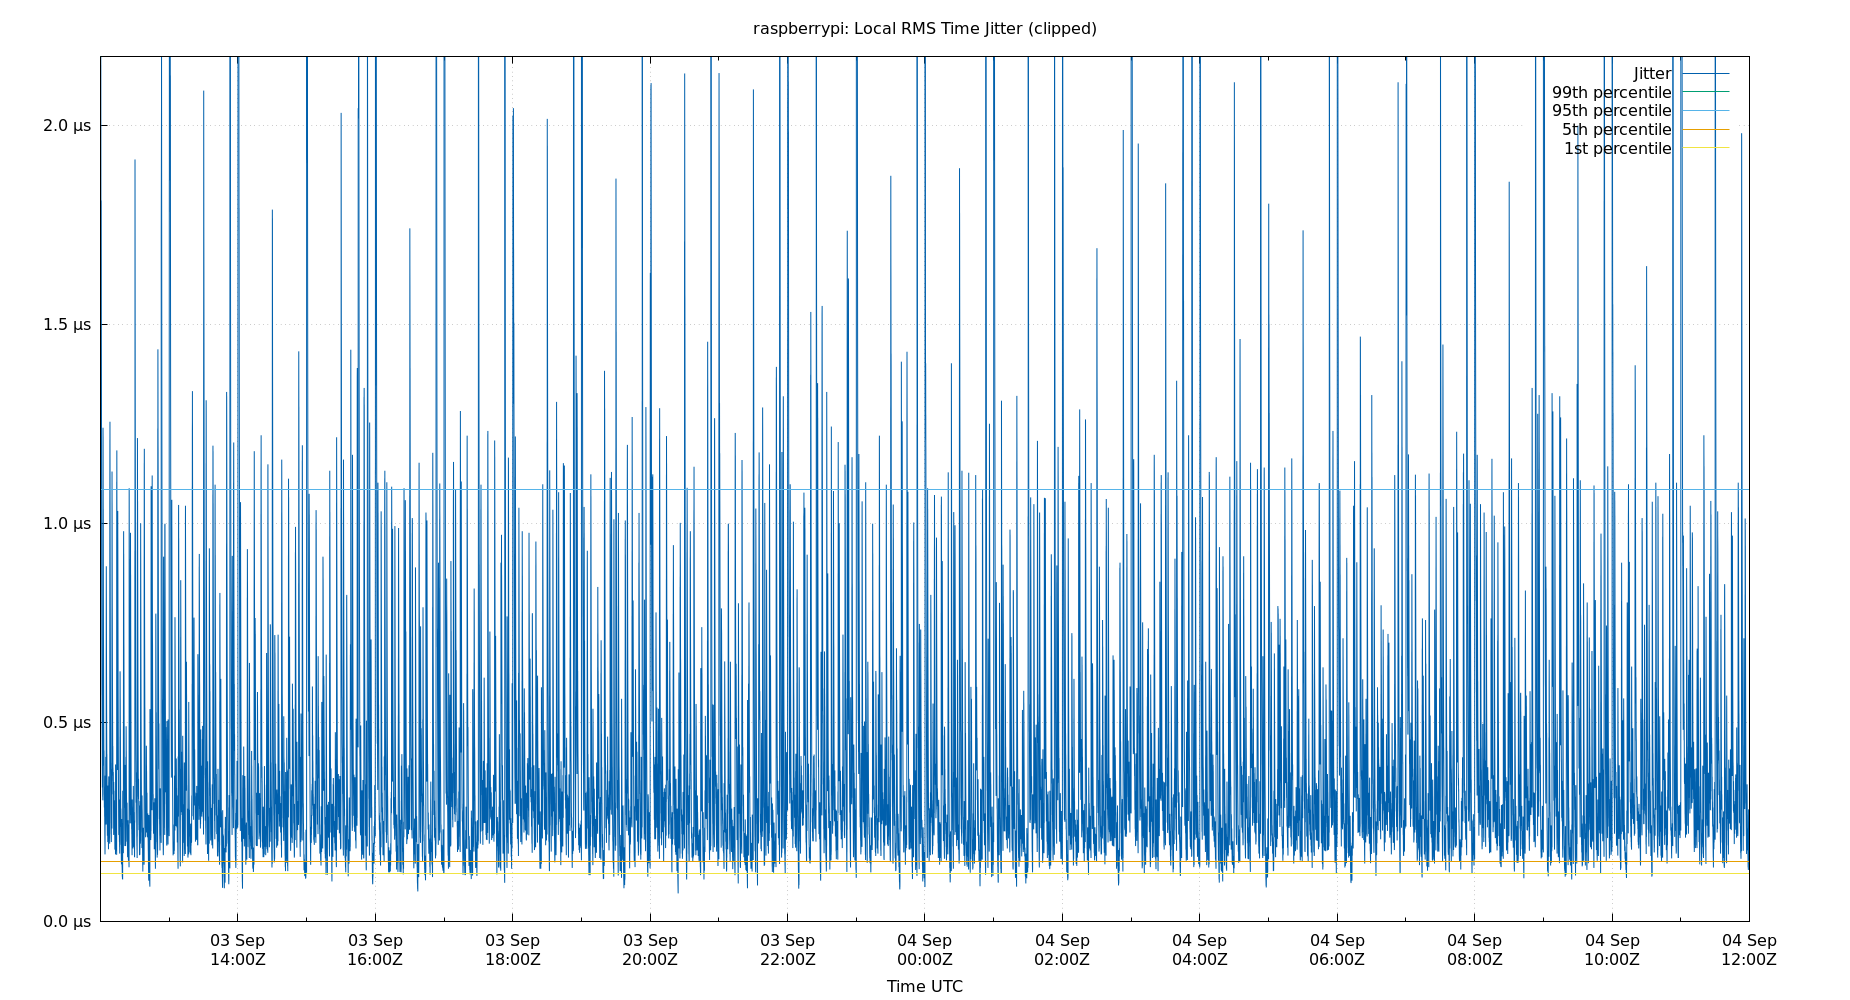 raspberrypi: Local RMS Time Jitter (clipped)
Jitter
99th percentile
95th percentile
5th percentile
1st percentile
2.0 µs
1.5 µs
1.0 µs
0.5 µs
0.0 µs
03 Sep 03 Sep 03 Sep 03 Sep 03 Sep 04 Sep 04 Sep 04 Sep 04 Sep 04 Sep 04 Sep 04 Sep
14:00Z 16:00Z 18:00Z 20:00Z 22:00Z 00:00Z 02:00Z 04:00Z 06:00Z 08:00Z 10:00Z 12:00Z
Time UTC